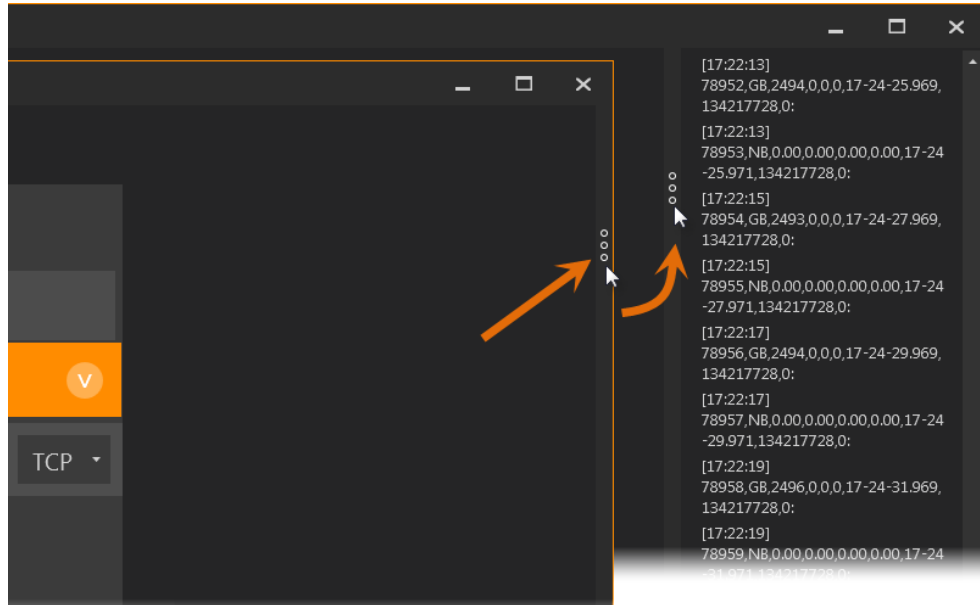 [17:22:13]
78952,GB,2494,0,0,0,17-24-25.969,
134217728,0:
[17:22:13]
78953,NB,0.00,0.00,0.00,0.00,17-24
-25.971,134217728,0:
[17:22:15]
78954,GB,2493,0,0,0,17-24-27.969,
134217728,0:
[17:22:15]
78955,NB,0.00,0.00,0.00,0.00,17-24
-27.971,134217728,0:
[17:22:17]
78956,GB,2494,0,0,0,17-24-29.969,
134217728,0:
[17:22:17]
78957,NB,0.00,0.00,0.00,0.00,17-24
-29.971,134217728,0:
[17:22:19]
78958,GB,2496,0,0,0,17-24-31.969,
134217728,0:
[17:22:19]
78959,NB,0.00,0.00,0.00,0.00,17-24
-31.971,134217728,0:
V
TCP